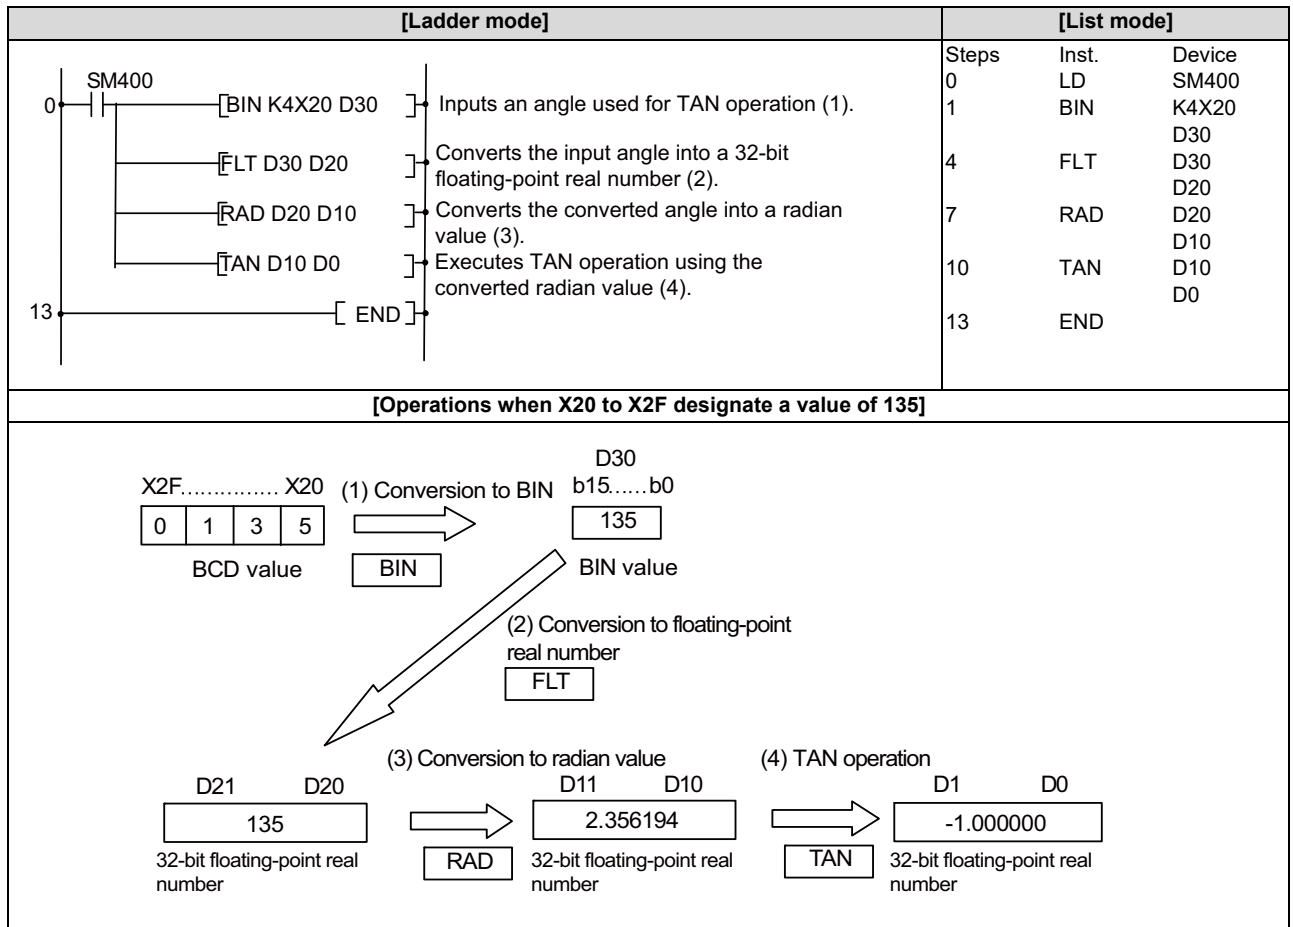 [Ladder mode]
[List mode]
SM400
0
[BIN K4X20 D30 ]
Inputs an angle used for TAN operation (1).
[FLT D30 D20 ]
Converts the input angle into a 32-bit
floating-point real number (2).
[RAD D20 D10 ]
Converts the converted angle into a radian
value (3).
[TAN D10 D0 ]
Executes TAN operation using the
converted radian value (4).
13
[ END ]
Steps Inst. Device
0 LD SM400
1 BIN K4X20
D30
4 FLT D30
D20
7 RAD D20
D10
10 TAN D10
D0
13 END
[Operations when X20 to X2F designate a value of 135]
D30
X2F............... X20 (1) Conversion to BIN b15......b0
0 1 3 5
135
BCD value BIN BIN value
(2) Conversion to floating-point
real number
FLT
(3) Conversion to radian value (4) TAN operation
D21 D20 D11 D10 D1 D0
135 2.356194 -1.000000
RAD TAN
32-bit floating-point real
number
32-bit floating-point real
number
32-bit floating-point real
number